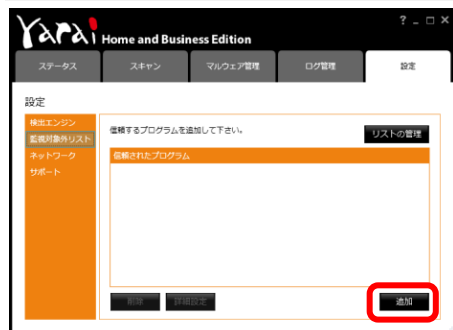 Yarai Home and Business Edition
? _ □ ×
ステータス スキャン マルウェア管理 ログ管理 設定
設定
検出エンジン
監視対象外リスト
ネットワーク
サポート
信頼するプログラムを追加して下さい。
リストの管理
信頼されたプログラム
削除 詳細設定 追加